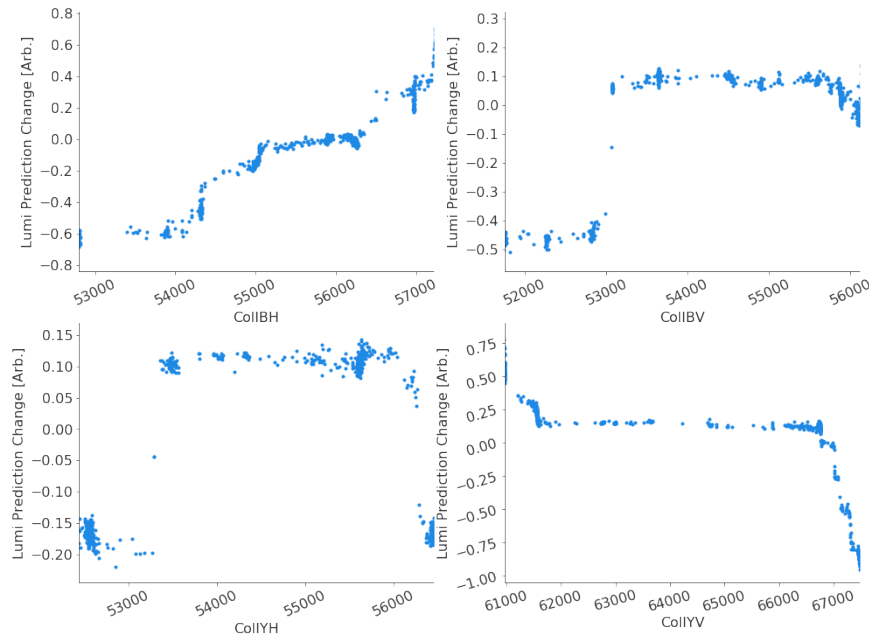 Lumi Prediction Change [Arb.]
0.8
0.6
0.4
0.2
0.0
−0.2
−0.4
−0.6
−0.8
53000 54000 55000 56000 57000
CollBH
Lumi Prediction Change [Arb.]
0.3
0.2
0.1
0.0
−0.1
−0.2
−0.3
−0.4
−0.5
52000 53000 54000 55000 56000
CollBV
Lumi Prediction Change [Arb.]
0.15
0.10
0.05
0.00
−0.05
−0.10
−0.15
−0.20
53000 54000 55000 56000
CollYH
Lumi Prediction Change [Arb.]
0.75
0.50
0.25
0.00
−0.25
−0.50
−0.75
−1.00
61000 62000 63000 64000 65000 66000 67000
CollYV